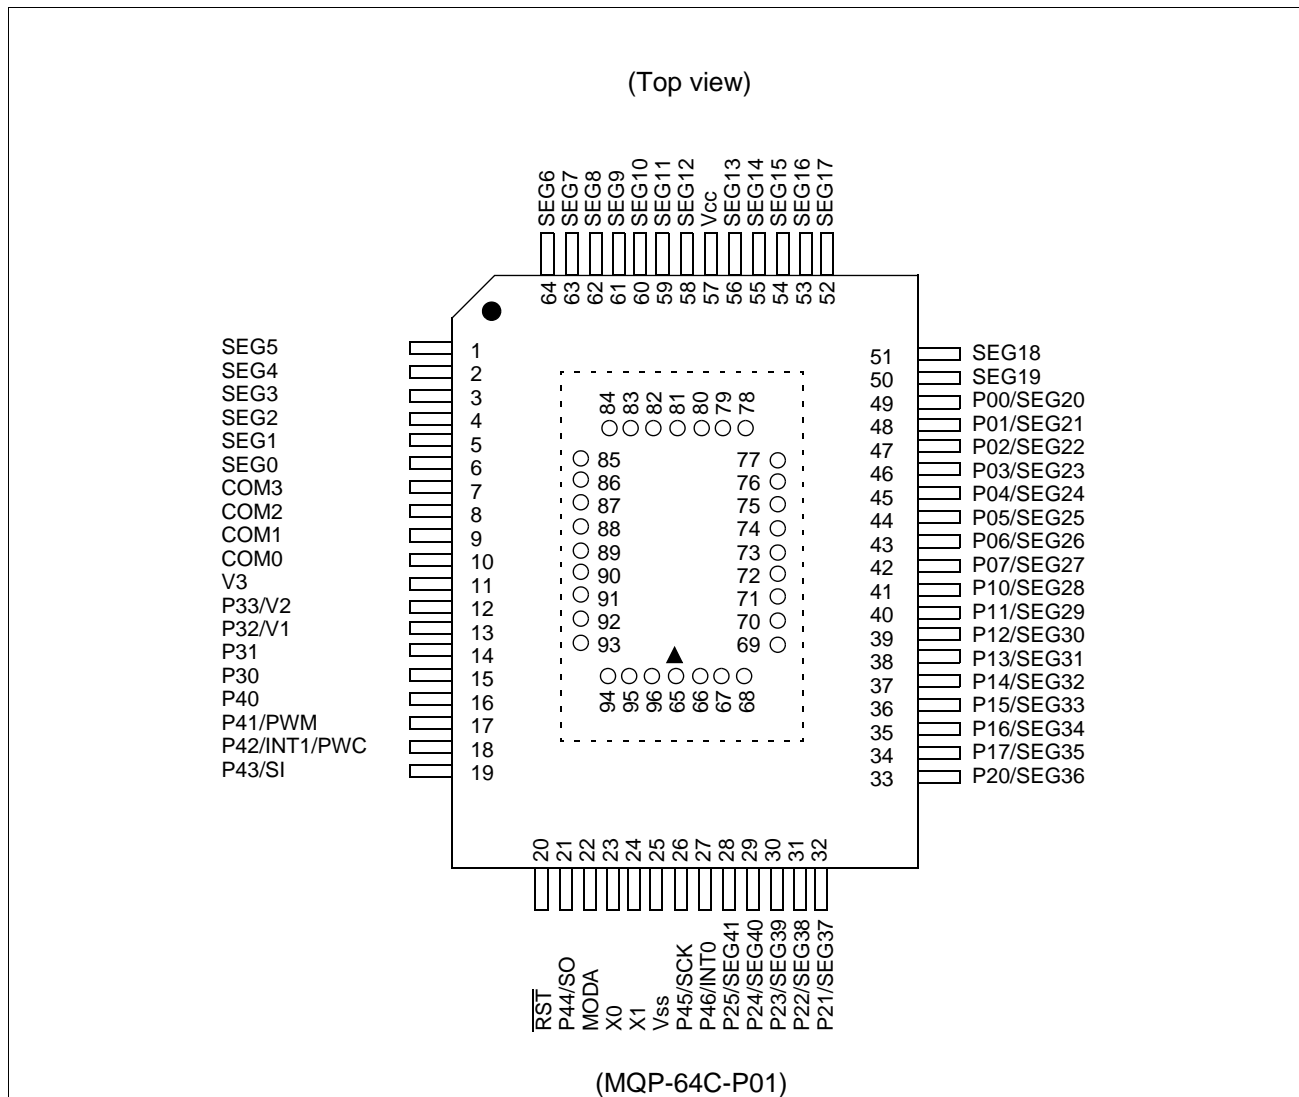 (Top view)
SEG6
SEG7
SEG8
SEG9
SEG10
SEG11
SEG12
Vcc
SEG13
SEG14
SEG15
SEG16
SEG17
64
63
62
61
60
59
58
57
56
55
54
53
52
SEG5 1
SEG4 2
SEG3 3
SEG2 4
SEG1 5
SEG0 6
COM3 7
COM2 8
COM1 9
COM0 10
V3 11
P33/V2 12
P32/V1 13
P31 14
P30 15
P40 16
P41/PWM 17
P42/INT1/PWC 18
P43/SI 19
84
83
82
81
80
79
78
85
86
87
88
89
90
91
92
93
77
76
75
74
73
72
71
70
69
94
95
96
65
66
67
68
51 SEG18
50 SEG19
49 P00/SEG20
48 P01/SEG21
47 P02/SEG22
46 P03/SEG23
45 P04/SEG24
44 P05/SEG25
43 P06/SEG26
42 P07/SEG27
41 P10/SEG28
40 P11/SEG29
39 P12/SEG30
38 P13/SEG31
37 P14/SEG32
36 P15/SEG33
35 P16/SEG34
34 P17/SEG35
33 P20/SEG36
20
21
22
23
24
25
26
27
28
29
30
31
32
RST
P44/SO
MODA
X0
X1
Vss
P45/SCK
P46/INT0
P25/SEG41
P24/SEG40
P23/SEG39
P22/SEG38
P21/SEG37
(MQP-64C-P01)